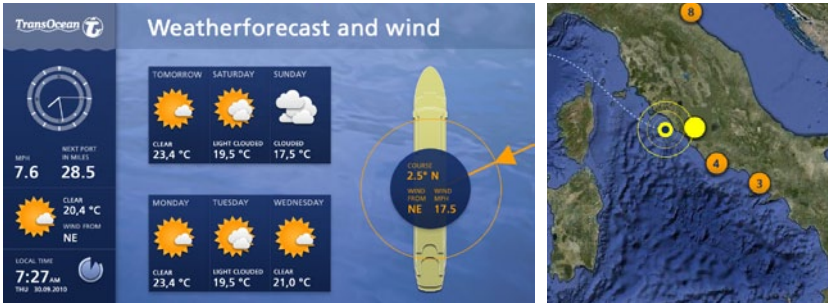 TransOcean
Weatherforecast and wind
MPH
7.6
NEXT PORT
IN MILES
28.5
CLEAR
20,4 °C
WIND FROM
NE
LOCAL TIME
7:27 AM
THU 30.09.2010
TOMORROW
CLEAR
23,4 °C
SATURDAY
LIGHT CLOUDED
19,5 °C
SUNDAY
CLOUDED
17,5 °C
MONDAY
CLEAR
23,4 °C
TUESDAY
LIGHT CLOUDED
19,5 °C
WEDNESDAY
CLEAR
21,0 °C
COURSE
2.5° N
WIND
FROM
NE
WIND
MPH
17.5
8
4
3